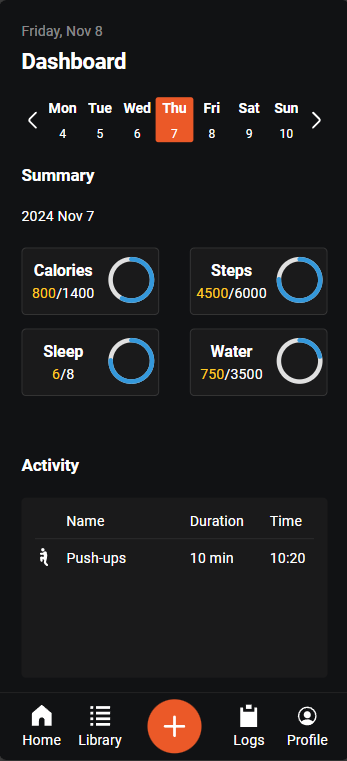 Friday, Nov 8
Dashboard
Mon Tue Wed Thu Fri Sat Sun
4 5 6 7 8 9 10
Summary
2024 Nov 7
Calories Steps
800/1400 4500/6000
Sleep Water
6/8 750/3500
Activity
Name Duration Time
Push-ups 10 min 10:20
Home Library Logs Profile